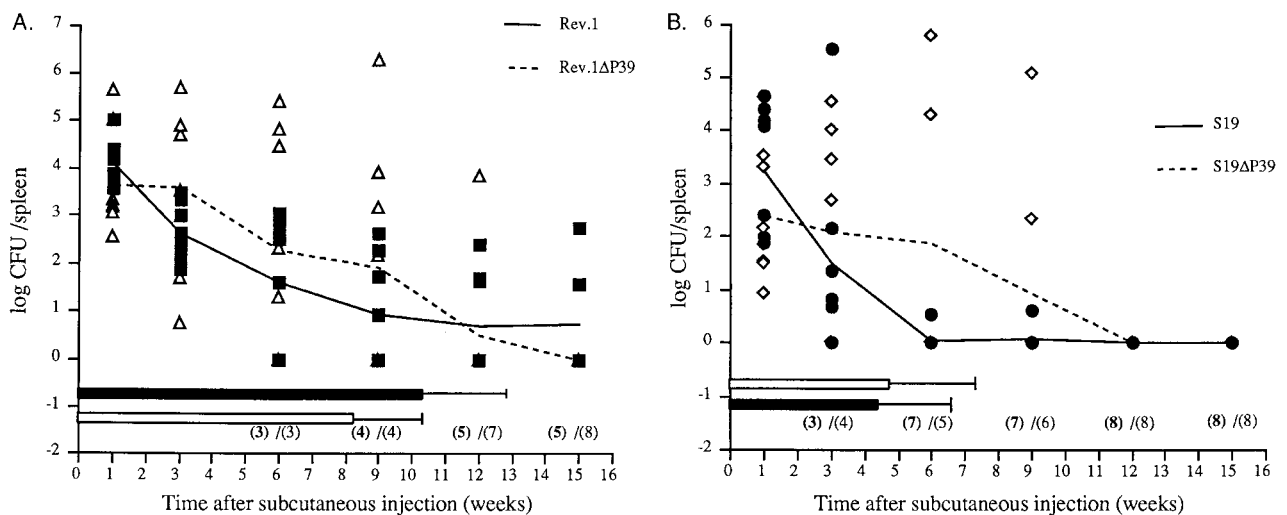 A.
Rev.1
Rev.1ΔP39
log CFU /spleen
7
6
5
4
3
2
1
0
-1
-2
(3) /(3) (4) /(4) (5) /(7) (5) /(8)
0 1 2 3 4 5 6 7 8 9 10 11 12 13 14 15 16
Time after subcutaneous injection (weeks)
B.
S19
S19ΔP39
log CFU/spleen
6
5
4
3
2
1
0
-1
-2
(3) /(4) (7) /(5) (7) /(6) (8) /(8) (8) /(8)
0 1 2 3 4 5 6 7 8 9 10 11 12 13 14 15 16
Time after subcutaneous injection (weeks)